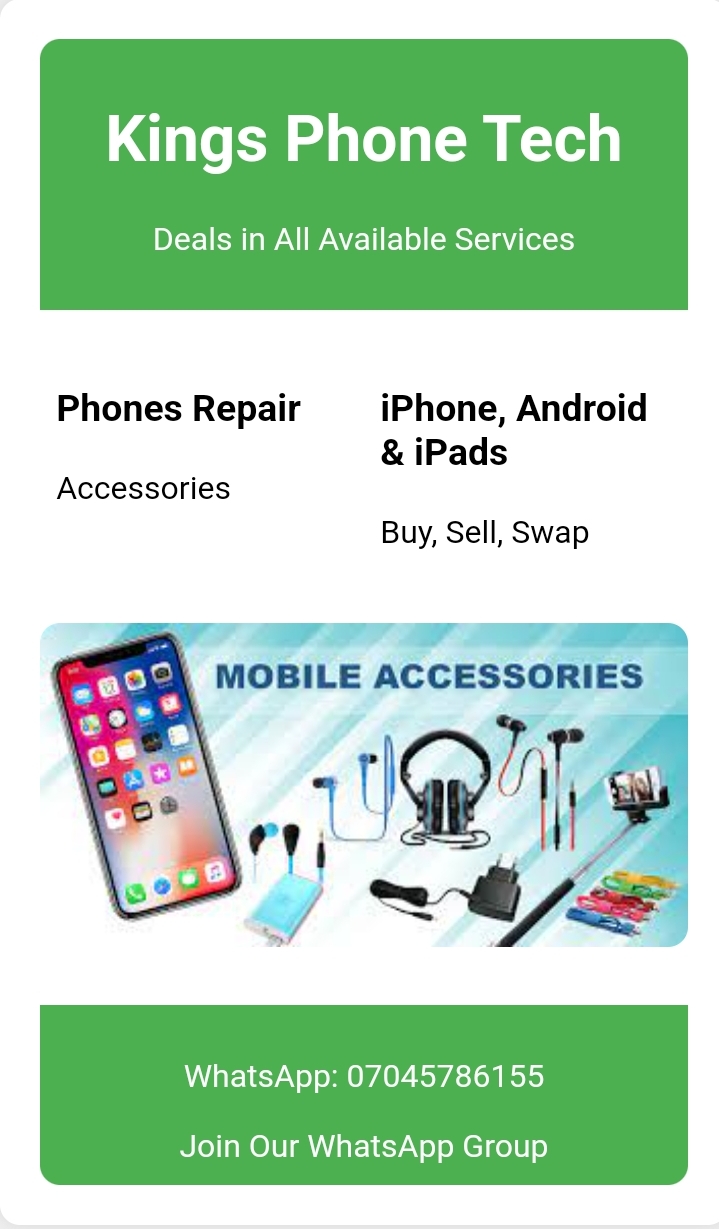 Kings Phone Tech
Deals in All Available Services
Phones Repair
Accessories
iPhone, Android
& iPads
Buy, Sell, Swap
MOBILE ACCESSORIES
WhatsApp: 07045786155
Join Our WhatsApp Group